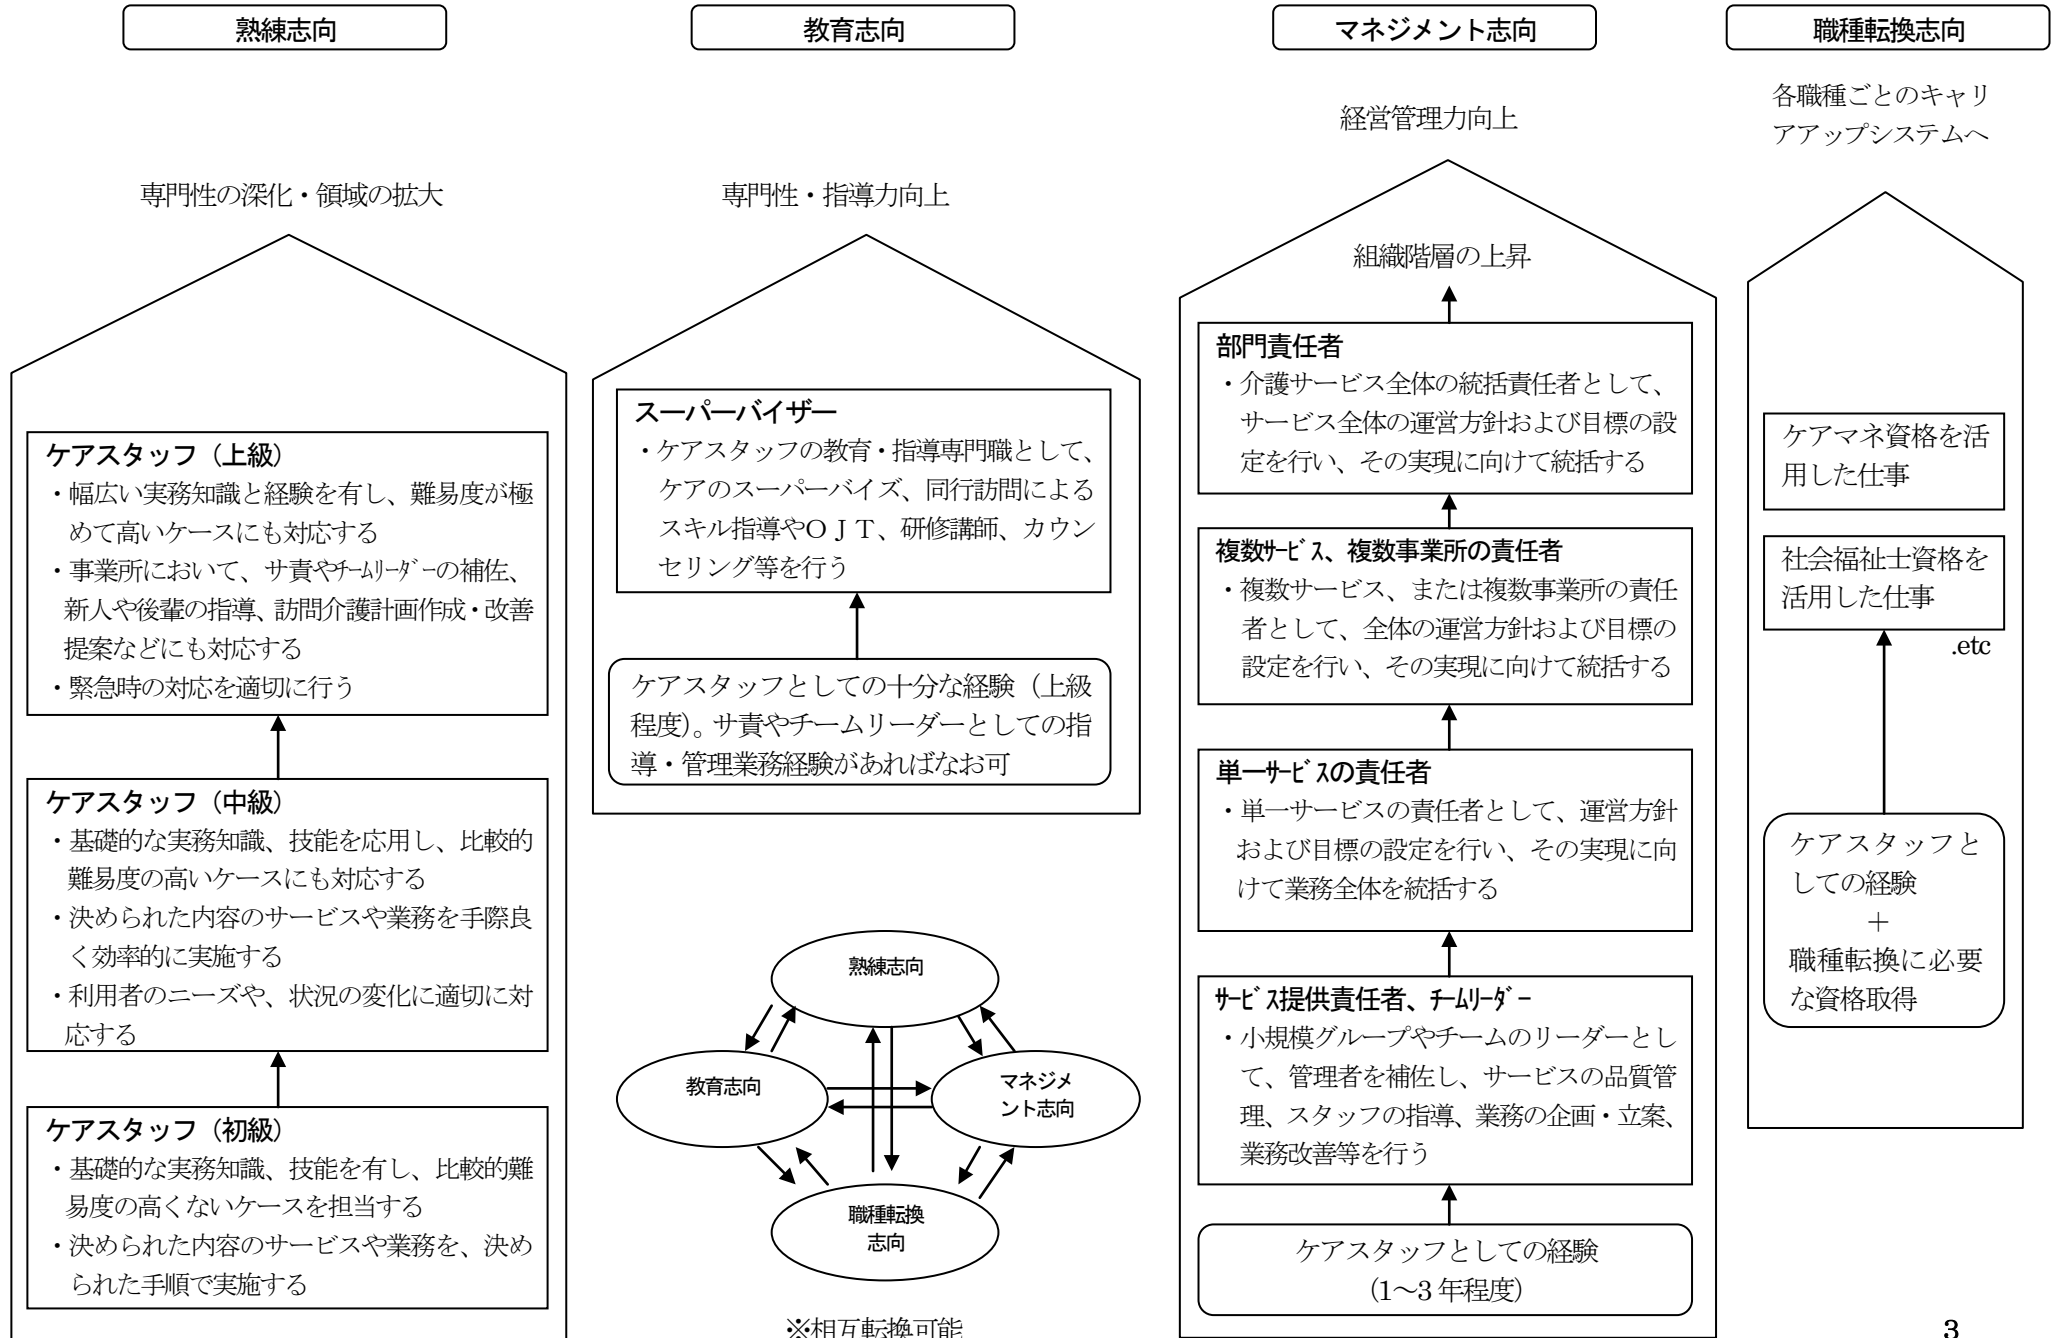 熟練志向
専門性の深化・領域の拡大
ケアスタッフ（上級）
・幅広い実務知識と経験を有し、難易度が極
めて高いケースにも対応する
・事業所において、サ責やﾁｰﾑﾘｰﾀﾞｰの補佐、
新人や後輩の指導、訪問介護計画作成・改善
提案などにも対応する
・緊急時の対応を適切に行う
ケアスタッフ（中級）
・基礎的な実務知識、技能を応用し、比較的
難易度の高いケースにも対応する
・決められた内容のサービスや業務を手際良
く効率的に実施する
・利用者のニーズや、状況の変化に適切に対
応する
ケアスタッフ（初級）
・基礎的な実務知識、技能を有し、比較的難
易度の高くないケースを担当する
・決められた内容のサービスや業務を、決め
られた手順で実施する
教育志向
専門性・指導力向上
スーパーバイザー
・ケアスタッフの教育・指導専門職として、
ケアのスーパーバイズ、同行訪問による
スキル指導やＯＪＴ、研修講師、カウン
セリング等を行う
ケアスタッフとしての十分な経験（上級
程度）。サ責やチームリーダーとしての指
導・管理業務経験があればなお可
熟練志向
教育志向
マネジメ
ント志向
職種転換
志向
※相互転換可能
マネジメント志向
経営管理力向上
組織階層の上昇
部門責任者
・介護サービス全体の統括責任者として、
サービス全体の運営方針および目標の設
定を行い、その実現に向けて統括する
複数ｻｰﾋﾞｽ、複数事業所の責任者
・複数サービス、または複数事業所の責任
者として、全体の運営方針および目標の
設定を行い、その実現に向けて統括する
単一ｻｰﾋﾞｽの責任者
・単一サービスの責任者として、運営方針
および目標の設定を行い、その実現に向
けて業務全体を統括する
ｻｰﾋﾞｽ提供責任者、ﾁｰﾑﾘｰﾀﾞｰ
・小規模グループやチームのリーダーとし
て、管理者を補佐し、サービスの品質管
理、スタッフの指導、業務の企画・立案、
業務改善等を行う
ケアスタッフとしての経験
（1～3 年程度）
職種転換志向
各職種ごとのキャリ
アアップシステムへ
ケアマネ資格を活
用した仕事
社会福祉士資格を
活用した仕事
.etc
ケアスタッフと
しての経験
＋
職種転換に必要
な資格取得
3